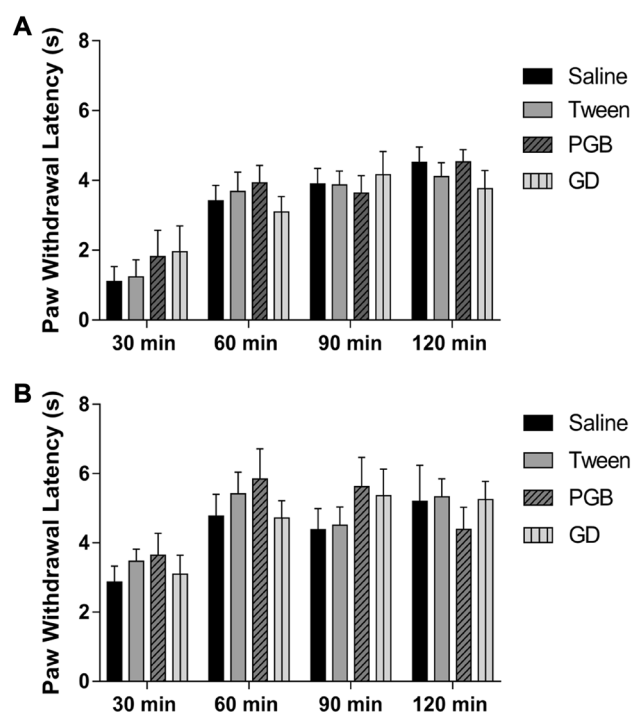 A
Paw Withdrawal Latency (s)
8
6
4
2
0
30 min 60 min 90 min 120 min
Saline
Tween
PGB
GD
B
Paw Withdrawal Latency (s)
8
6
4
2
0
30 min 60 min 90 min 120 min
Saline
Tween
PGB
GD